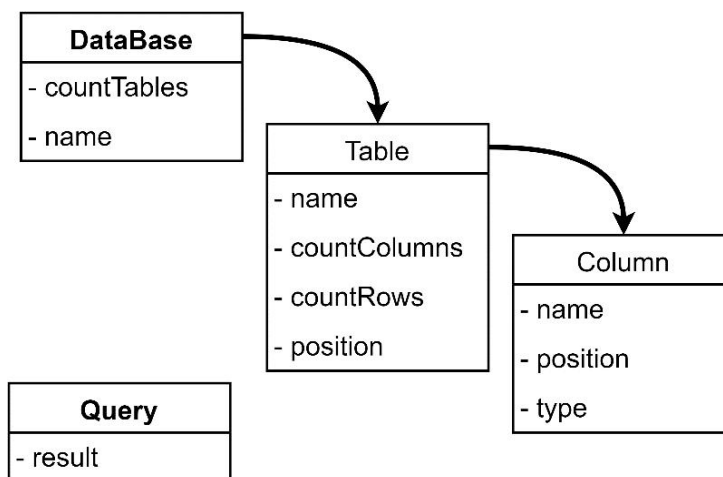 DataBase
- countTables
- name
Table
- name
- countColumns
- countRows
- position
Column
- name
- position
- type
Query
- result